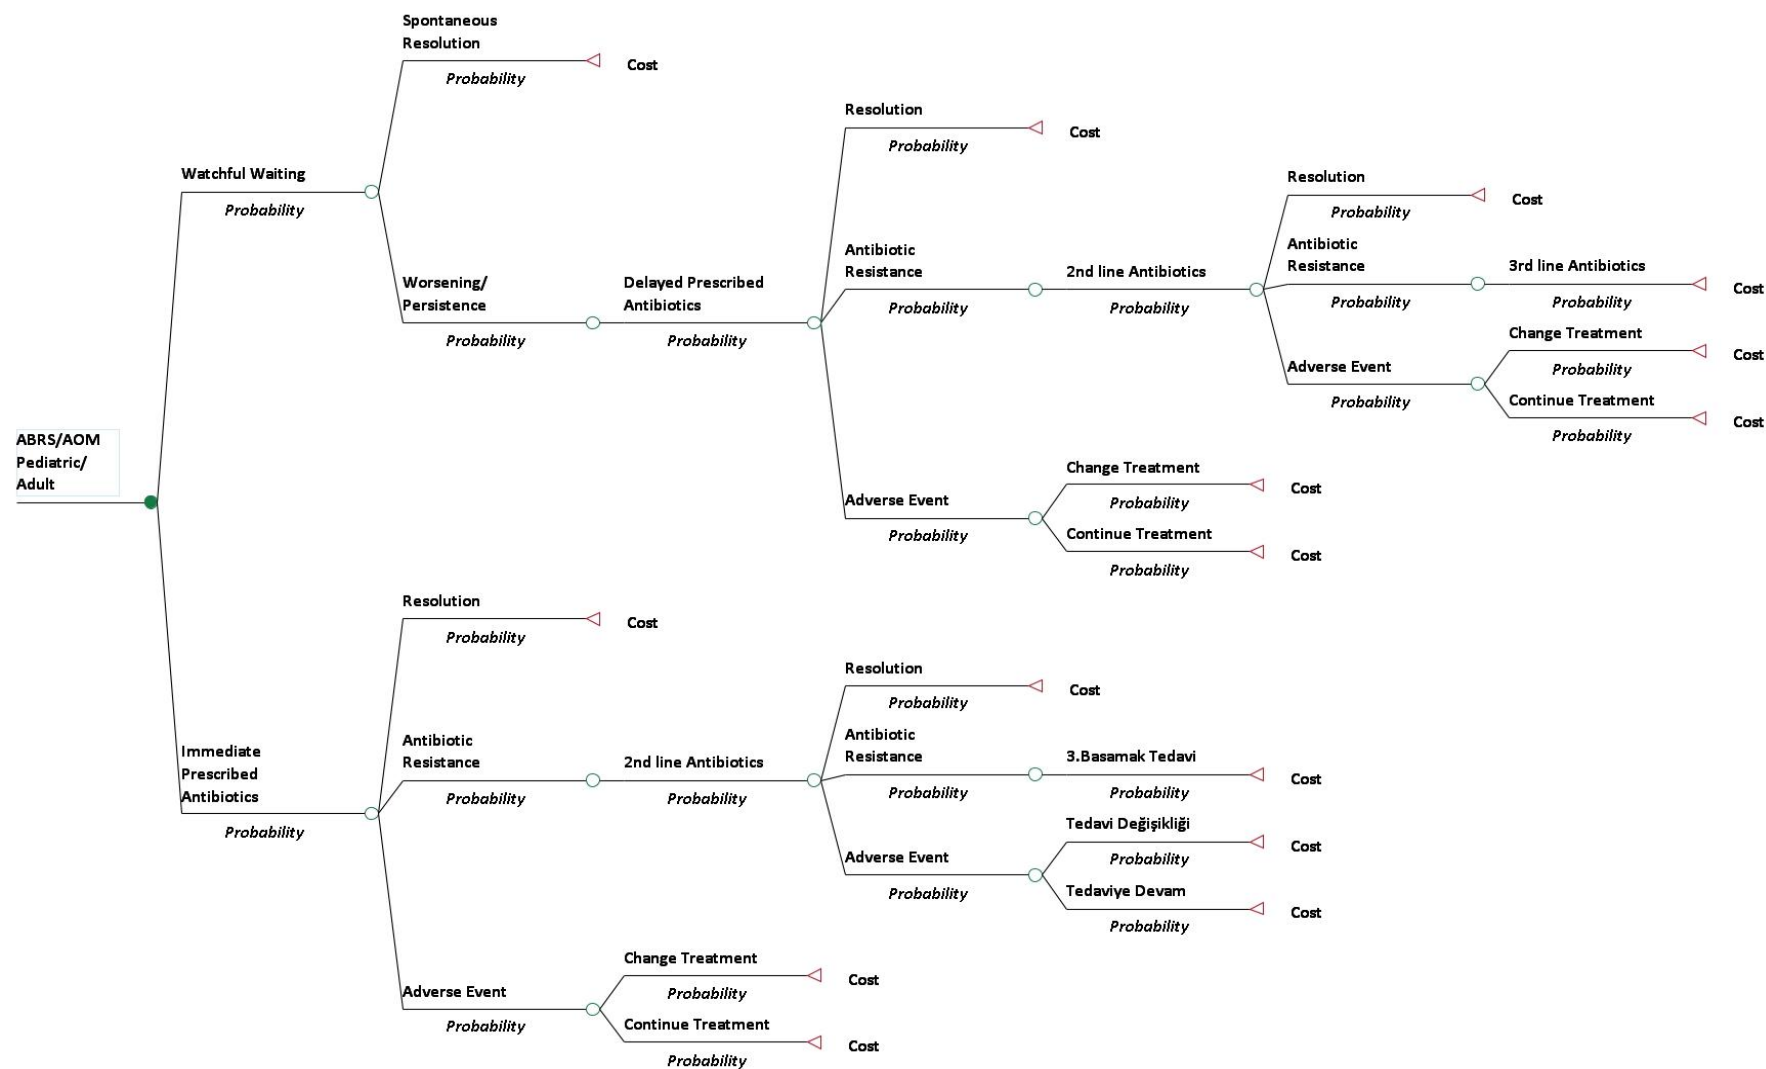 Spontaneous
Resolution
Probability
Cost
Resolution
Probability
Cost
Watchful Waiting
Probability
Resolution
Probability
Cost
Antibiotic
Resistance
Probability
2nd line Antibiotics
Probability
Antibiotic
Resistance
Probability
3rd line Antibiotics
Probability
Cost
Worsening/
Persistence
Probability
Delayed Prescribed
Antibiotics
Probability
Change Treatment
Probability
Cost
Adverse Event
Probability
Continue Treatment
Probability
Cost
ABRS/AOM
Pediatric/
Adult
Change Treatment
Probability
Cost
Adverse Event
Probability
Continue Treatment
Probability
Cost
Resolution
Probability
Cost
Resolution
Probability
Cost
Immediate
Prescribed
Antibiotics
Probability
Antibiotic
Resistance
Probability
2nd line Antibiotics
Probability
Antibiotic
Resistance
Probability
3.Basamak Tedavi
Probability
Cost
Tedavi Değişikliği
Probability
Cost
Adverse Event
Probability
Tedaviye Devam
Probability
Cost
Change Treatment
Probability
Cost
Adverse Event
Probability
Continue Treatment
Probability
Cost